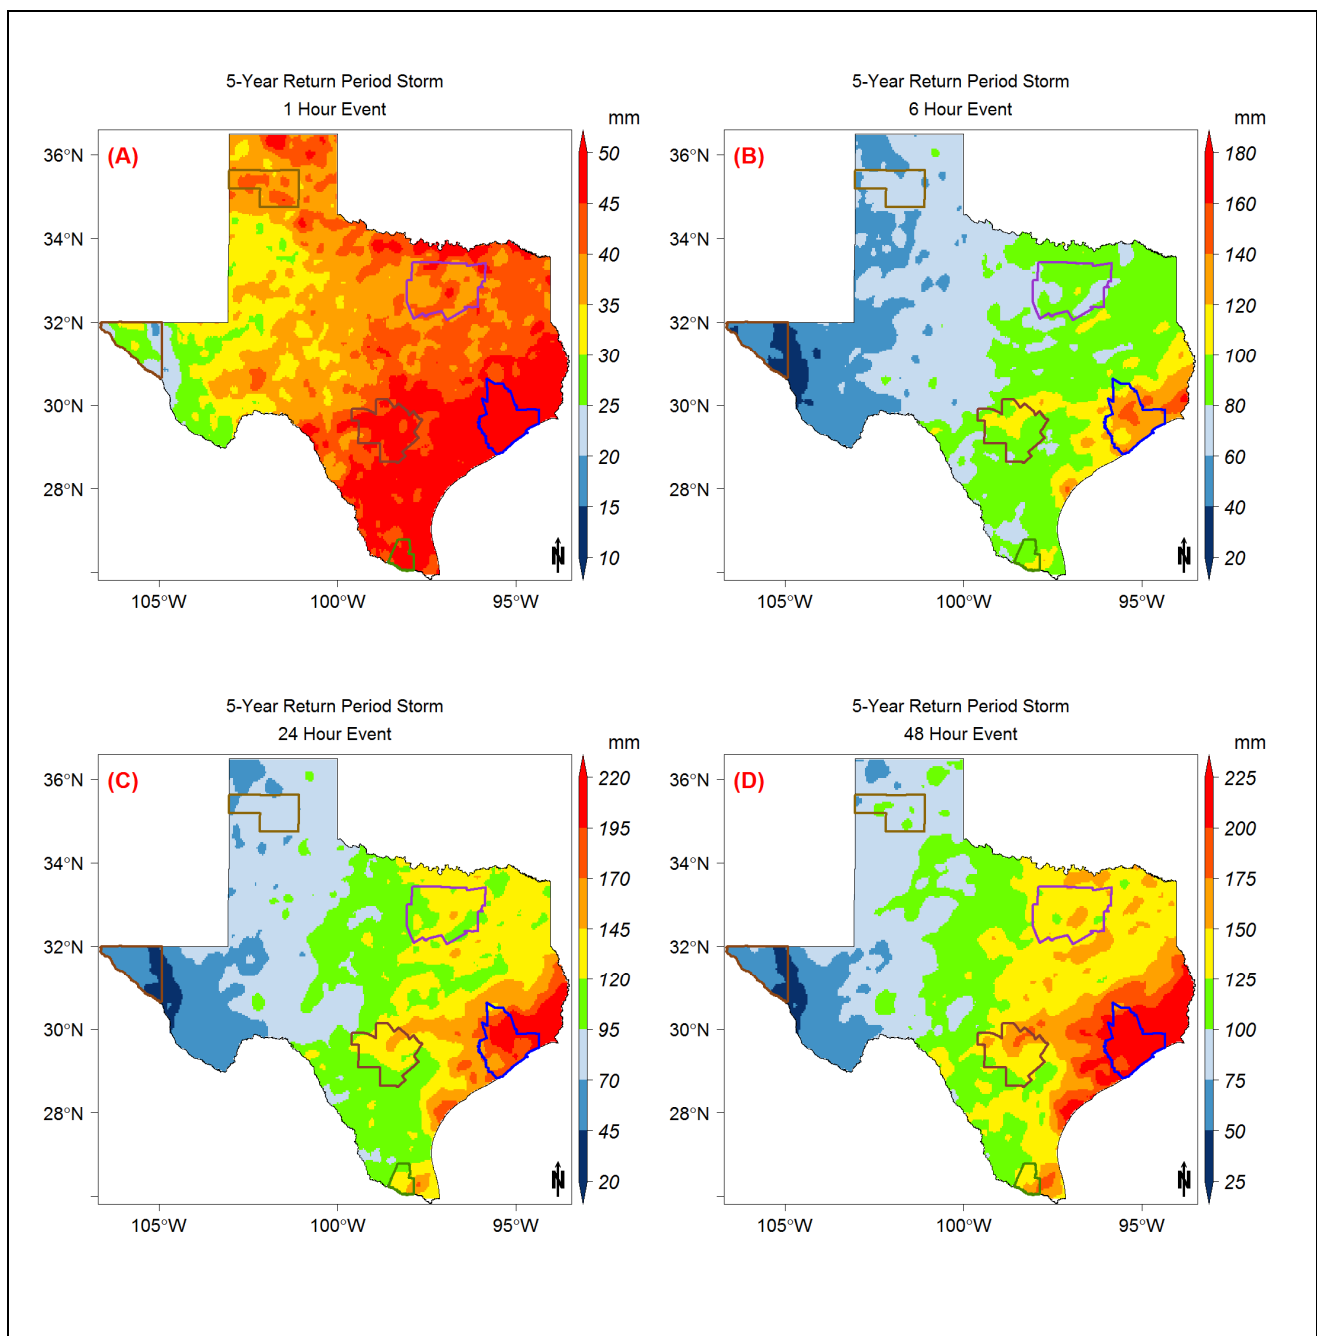 5-Year Return Period Storm
1 Hour Event
mm
(A)
36°N
34°N
32°N
30°N
28°N
105°W
100°W
95°W
50
45
40
35
30
25
20
15
10
N
5-Year Return Period Storm
6 Hour Event
mm
(B)
36°N
34°N
32°N
30°N
28°N
105°W
100°W
95°W
180
160
140
120
100
80
60
40
20
N
5-Year Return Period Storm
24 Hour Event
mm
(C)
36°N
34°N
32°N
30°N
28°N
105°W
100°W
95°W
220
195
170
145
120
95
70
45
20
N
5-Year Return Period Storm
48 Hour Event
mm
(D)
36°N
34°N
32°N
30°N
28°N
105°W
100°W
95°W
225
200
175
150
125
100
75
50
25
N